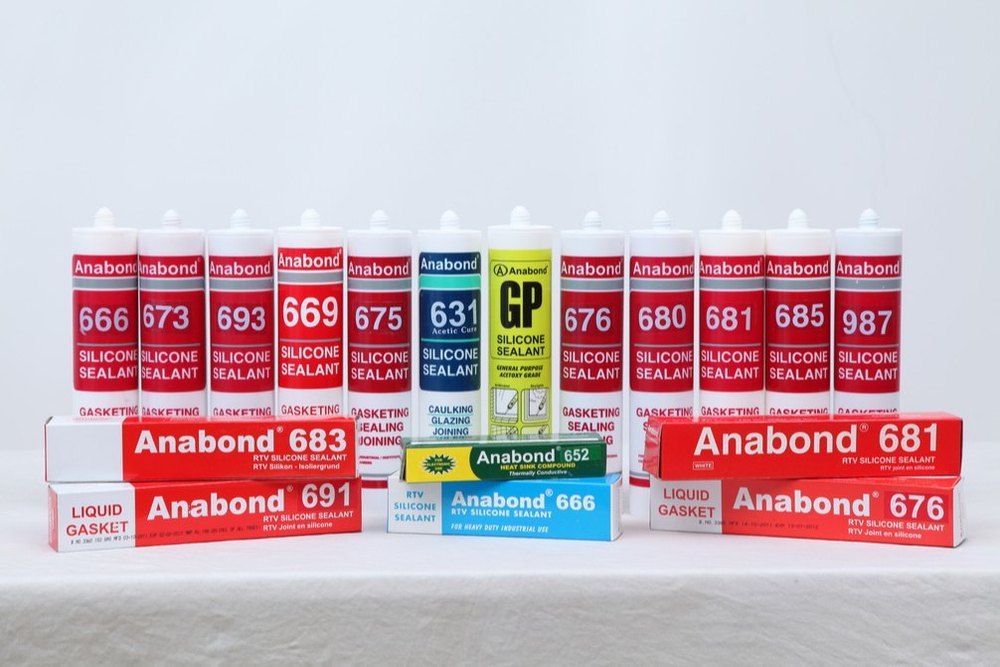 Anabond
666
SILICONE
SEALANT
GASKETING
Anabond
673
SILICONE
SEALANT
GASKETING
Anabond
693
SILICONE
SEALANT
GASKETING
Anabond
669
SILICONE
SEALANT
GASKETING
Anabond
675
SILICONE
SEALANT
GASKETING
SEALING
JOINING
Anabond
631
Acetic Cure
SILICONE
SEALANT
CAULKING
GLAZING
JOINING
A Anabond®
GP
SILICONE
SEALANT
GENERAL PURPOSE
ACETOXY GRADE
Anabond
676
SILICONE
SEALANT
GASKETING
SEALING
JOINING
Anabond
680
SILICONE
SEALANT
GASKETING
Anabond
681
SILICONE
SEALANT
GASKETING
Anabond
685
SILICONE
SEALANT
GASKETING
Anabond
987
SILICONE
SEALANT
GASKETING
Anabond® 683
RTV SILICONE SEALANT
RTV Silikon - Isoliergrund
LIQUID
GASKET
Anabond® 691
RTV SILICONE SEALANT
RTV Joint en silicone
Anabond® 652
HEAT SINK COMPOUND
Thermally Conductive
RTV
SILICONE
SEALANT
Anabond® 666
RTV SILICONE SEALANT
FOR HEAVY DUTY INDUSTRIAL USE
Anabond® 681
WHITE
RTV SILICONE SEALANT
RTV joint en silicone
LIQUID
GASKET
Anabond® 676
RTV SILICONE SEALANT
RTV Joint en silicone